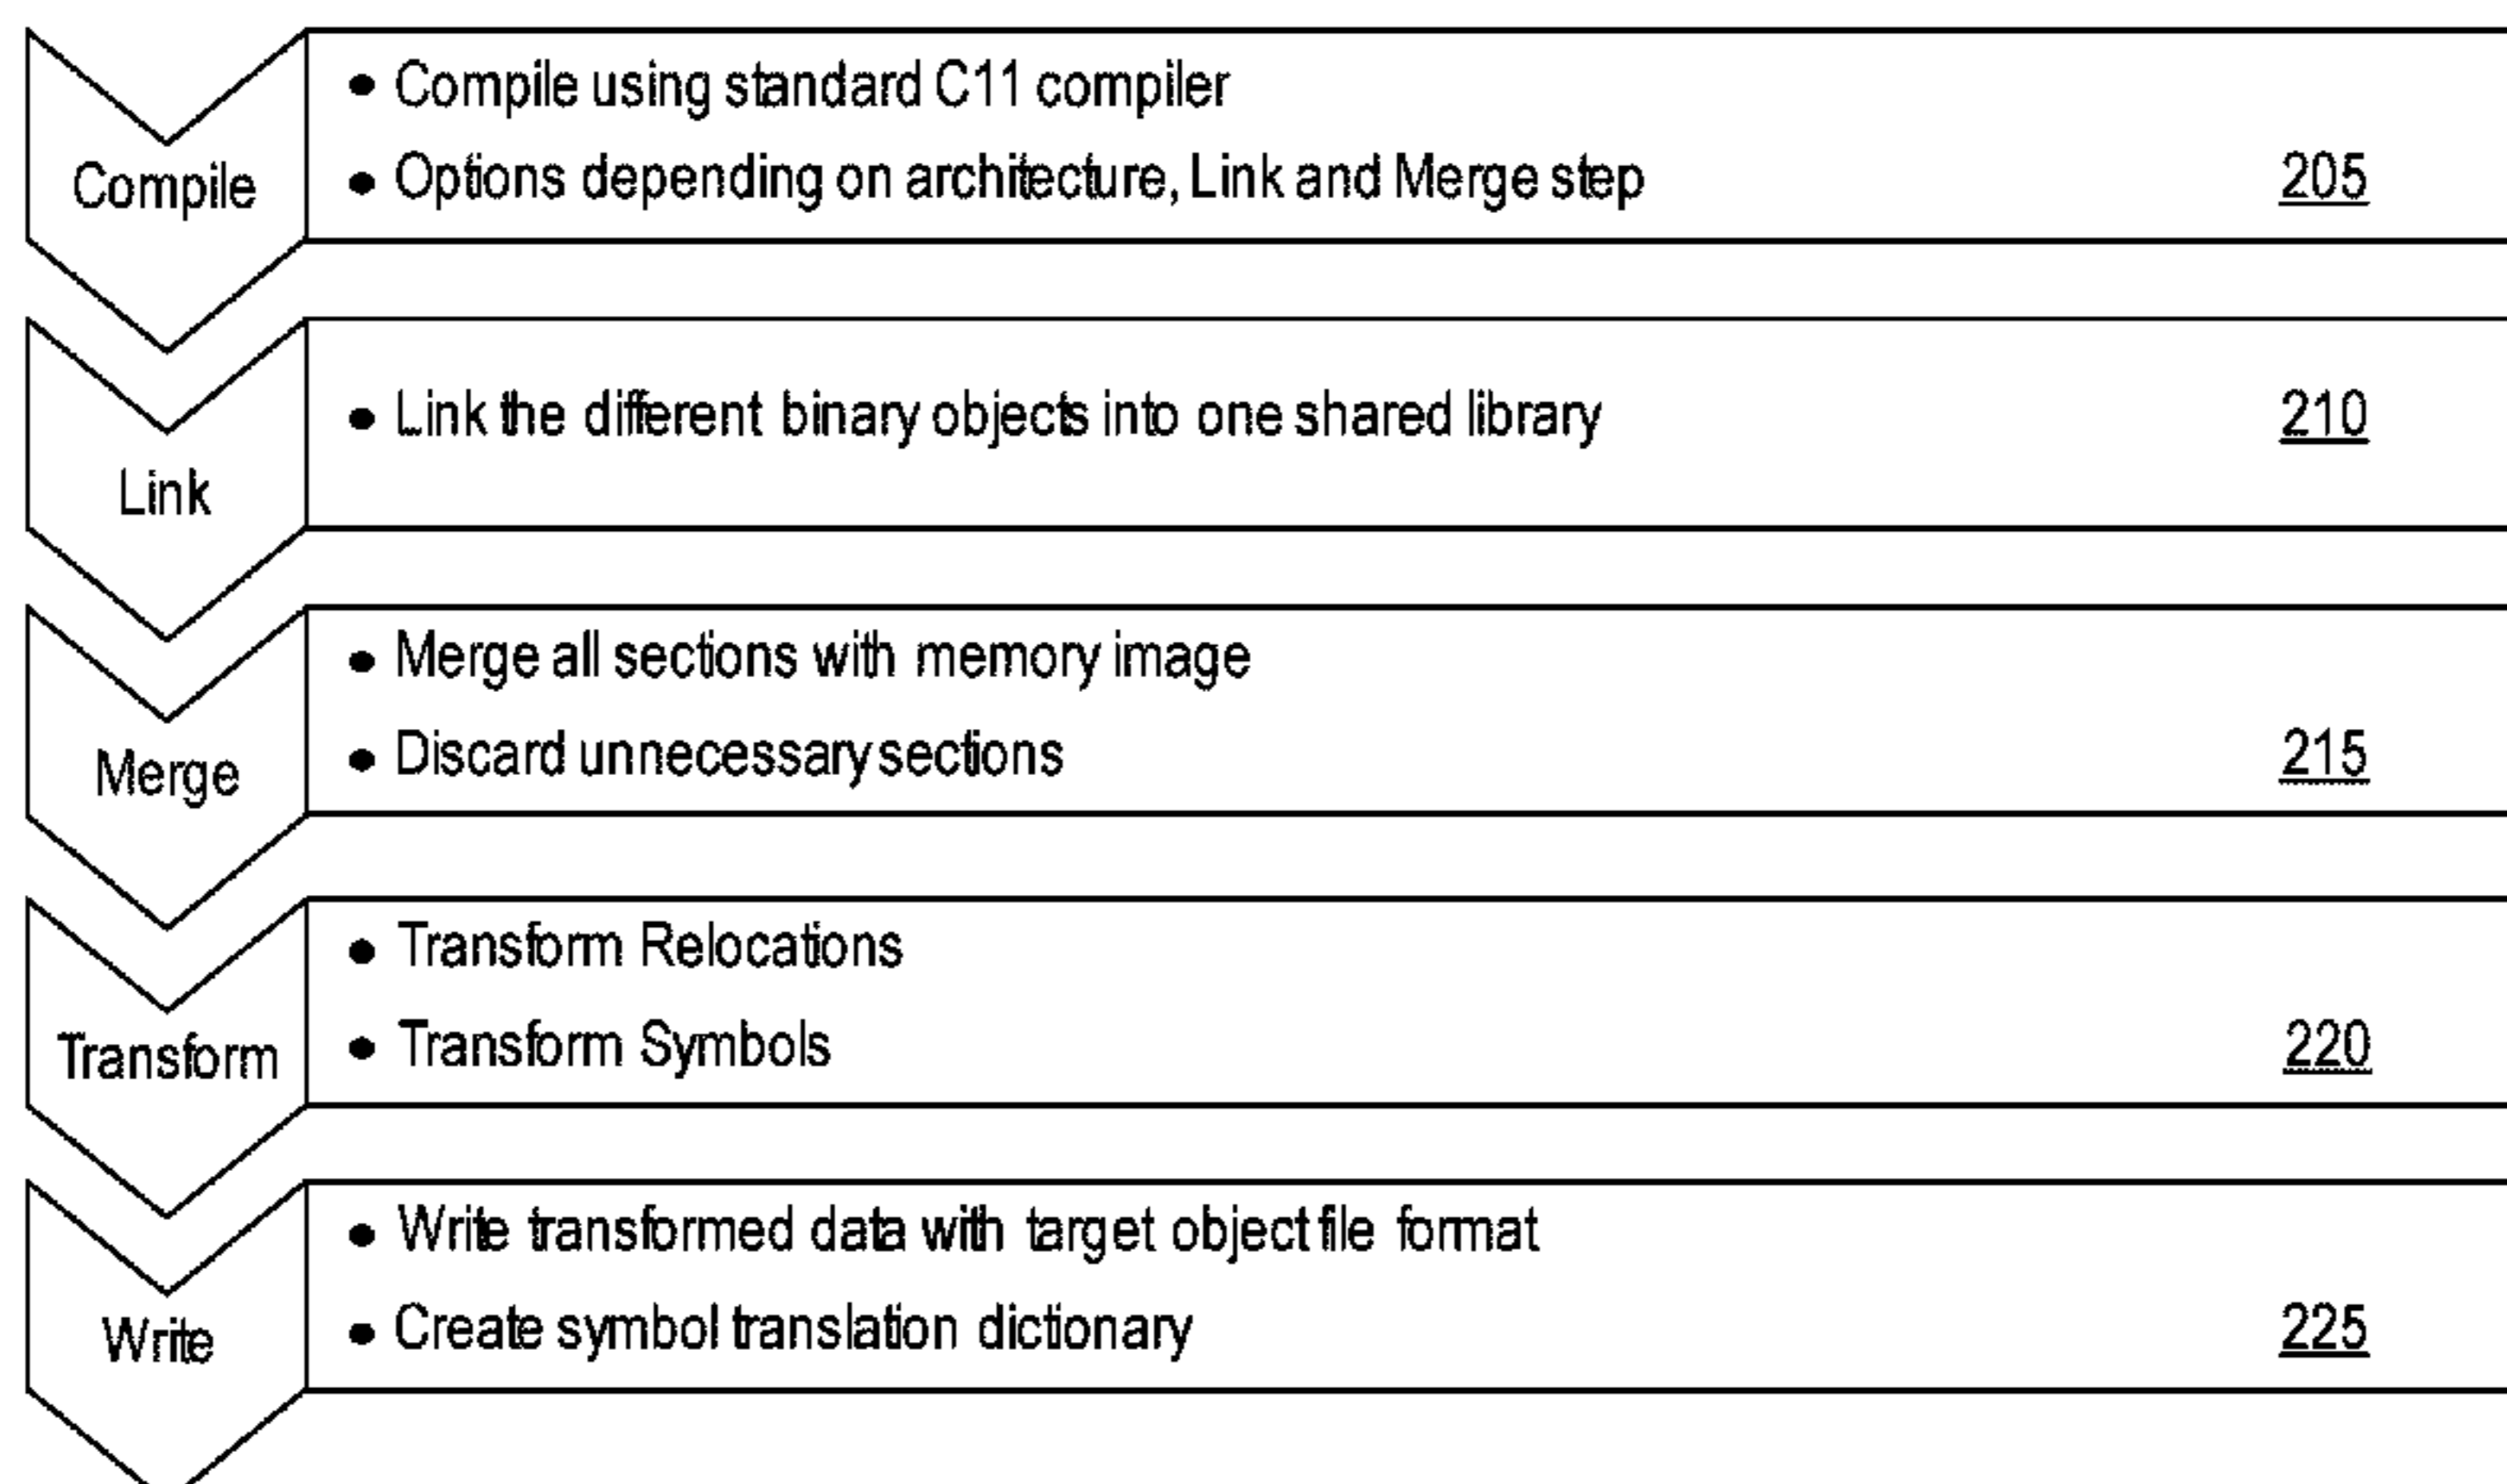 Compile
● Compile using standard C11 compiler
● Options depending on architecture, Link and Merge step 205
Link
● Link the different binary objects into one shared library 210
Merge
● Merge all sections with memory image
● Discard unnecessary sections 215
Transform
● Transform Relocations
● Transform Symbols 220
Write
● Write transformed data with target object file format
● Create symbol translation dictionary 225